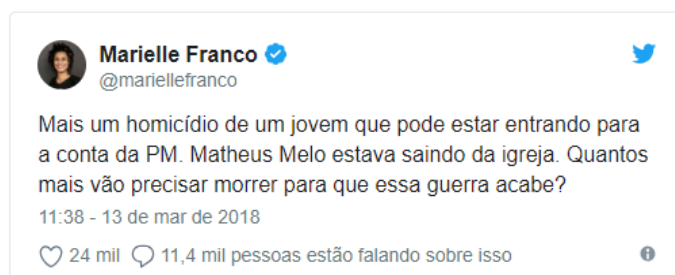 Marielle Franco
@mariellefranco
Mais um homicídio de um jovem que pode estar entrando para
a conta da PM. Matheus Melo estava saindo da igreja. Quantos
mais vão precisar morrer para que essa guerra acabe?
11:38 - 13 de mar de 2018
24 mil 11,4 mil pessoas estão falando sobre isso